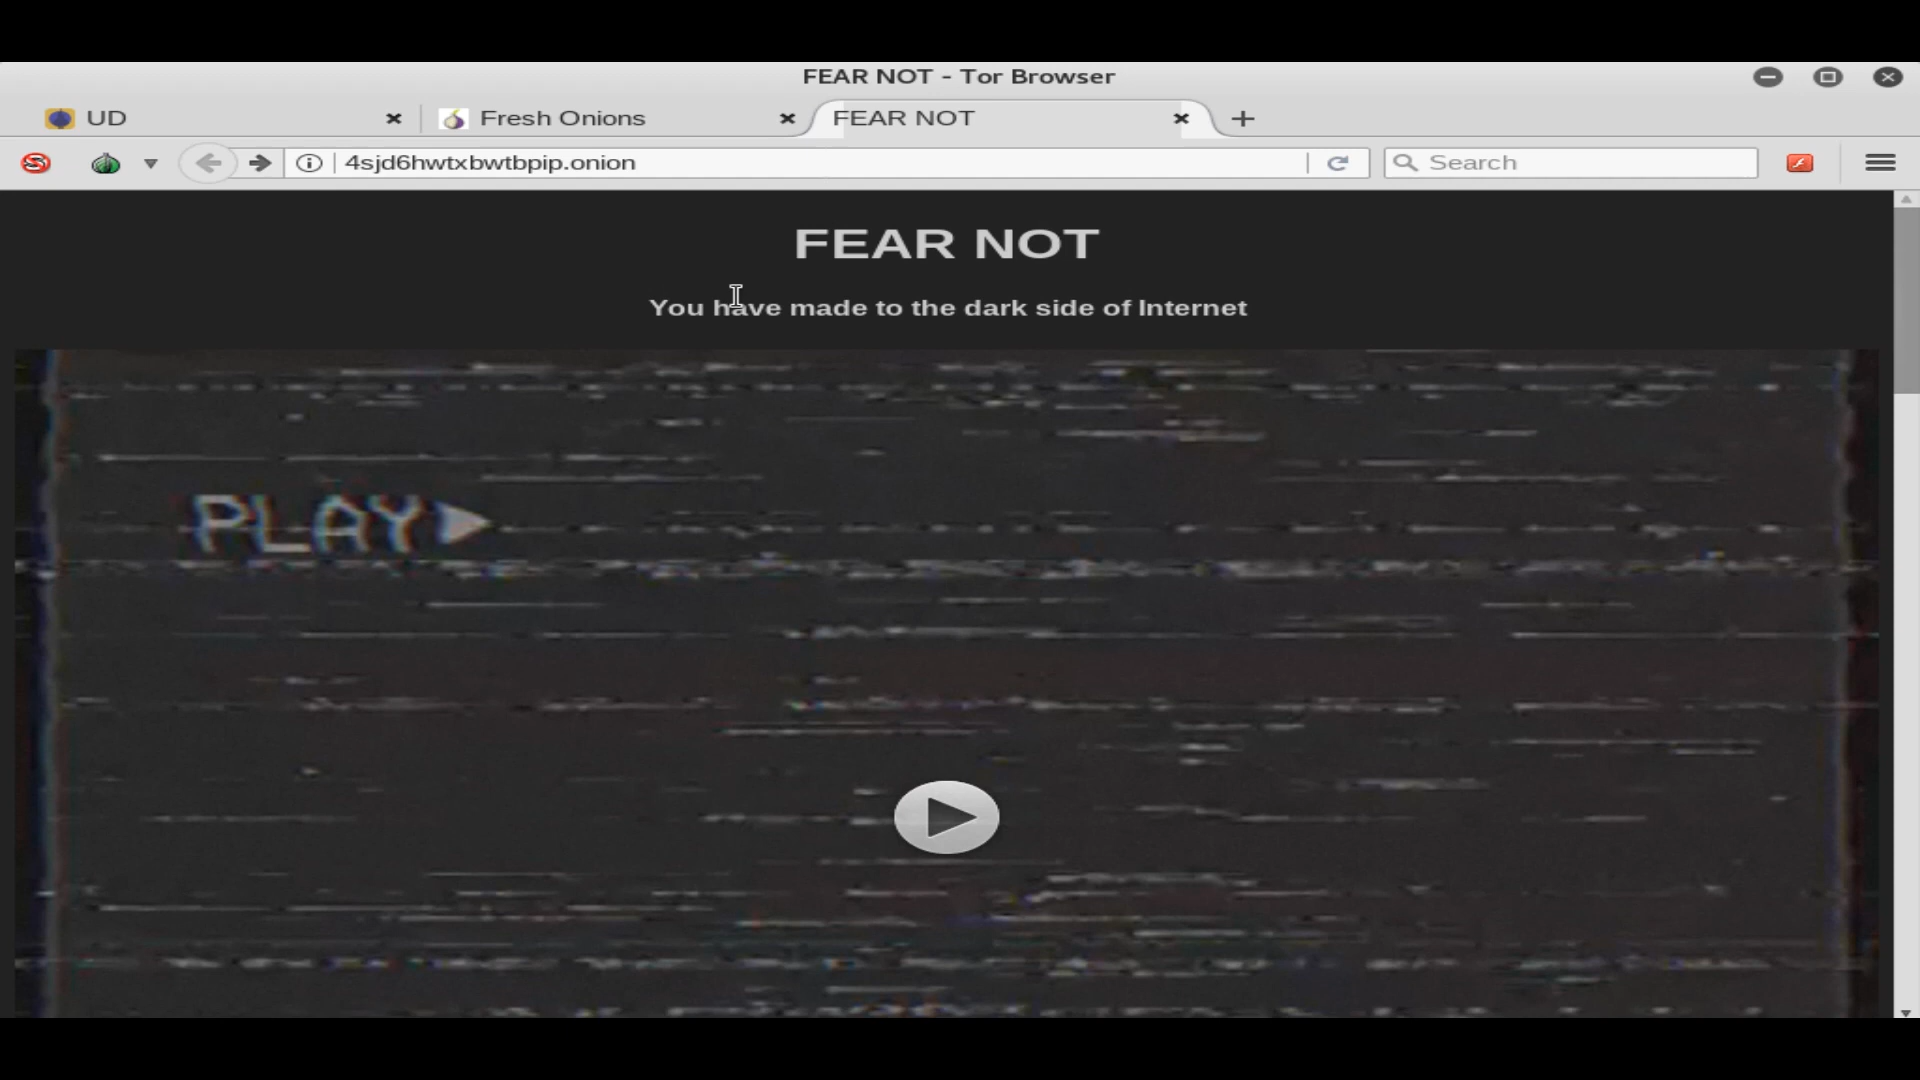 FEAR NOT - Tor Browser
UD
Fresh Onions
FEAR NOT
4sjd6hwtxbwtbpip.onion
Search
FEAR NOT
You have made to the dark side of Internet
PLAY